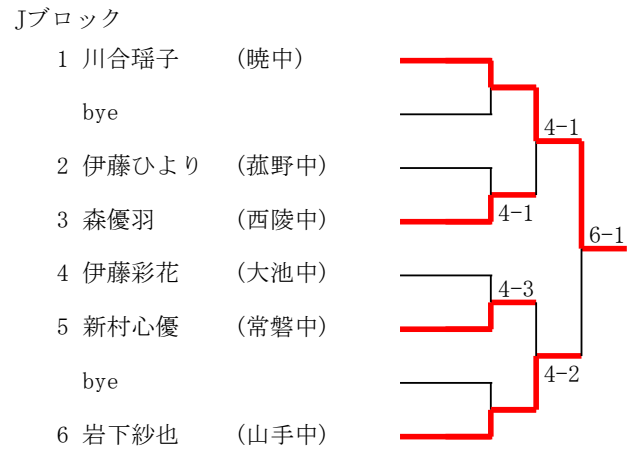 Jブロック
1 川合瑶子 (暁中)
bye
4-1
2 伊藤ひより (菰野中)
3 森優羽 (西陵中) 4-1
6-1
4 伊藤彩花 (大池中)
4-3
5 新村心優 (常磐中)
bye 4-2
6 岩下紗也 (山手中)